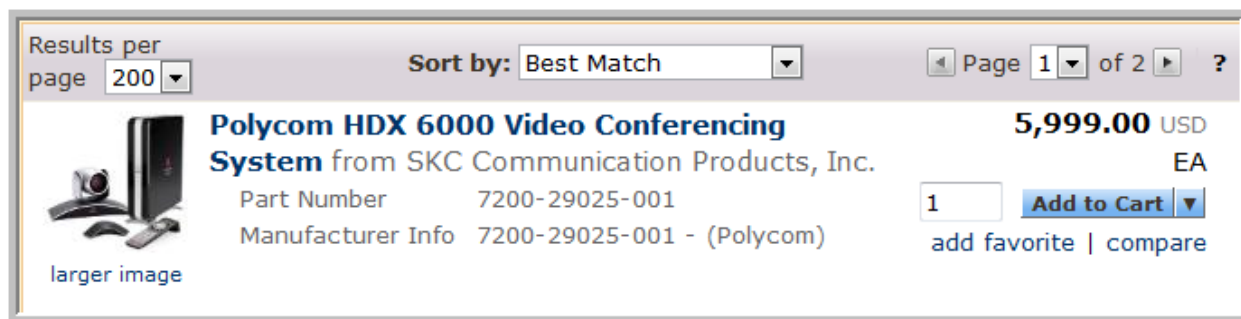 Results per
page 200 Sort by: Best Match Page 1 of 2 ?
Polycom HDX 6000 Video Conferencing 5,999.00 USD
System from SKC Communication Products, Inc. EA
Part Number 7200-29025-001 1 Add to Cart
Manufacturer Info 7200-29025-001 - (Polycom) add favorite | compare
larger image